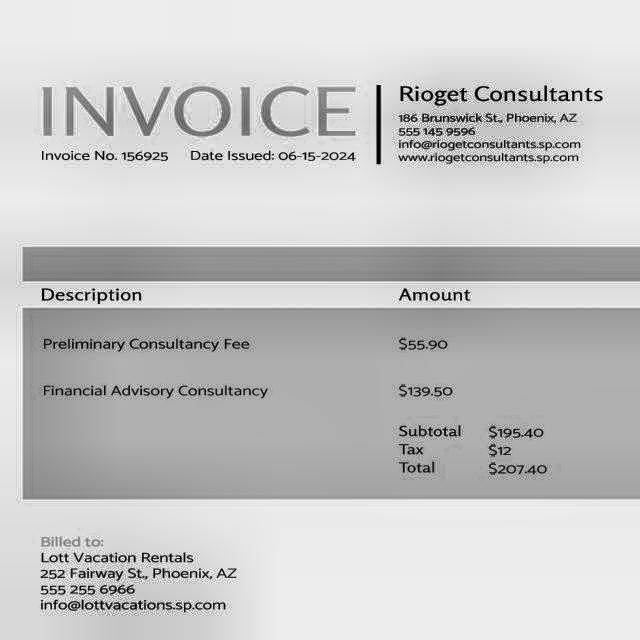 INVOICE
Invoice No. 156925 Date Issued: 06-15-2024
Rioget Consultants
186 Brunswick St., Phoenix, AZ
555 145 9596
info@riogetconsultants.sp.com
www.riogetconsultants.sp.com
Description Amount
Preliminary Consultancy Fee $55.90
Financial Advisory Consultancy $139.50
Subtotal $195.40
Tax $12
Total $207.40
Billed to:
Lott Vacation Rentals
252 Fairway St., Phoenix, AZ
555 255 6966
info@lottvacations.sp.com